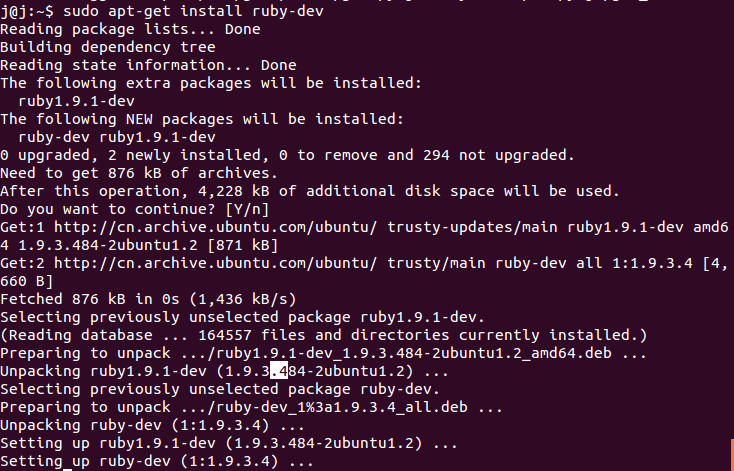 j@j:~$ sudo apt-get install ruby-dev
Reading package lists... Done
Building dependency tree
Reading state information... Done
The following extra packages will be installed:
  ruby1.9.1-dev
The following NEW packages will be installed:
  ruby-dev ruby1.9.1-dev
0 upgraded, 2 newly installed, 0 to remove and 294 not upgraded.
Need to get 876 kB of archives.
After this operation, 4,228 kB of additional disk space will be used.
Do you want to continue? [Y/n]
Get:1 http://cn.archive.ubuntu.com/ubuntu/ trusty-updates/main ruby1.9.1-dev amd6
4 1.9.3.484-2ubuntu1.2 [871 kB]
Get:2 http://cn.archive.ubuntu.com/ubuntu/ trusty/main ruby-dev all 1:1.9.3.4 [4,
660 B]
Fetched 876 kB in 0s (1,436 kB/s)
Selecting previously unselected package ruby1.9.1-dev.
(Reading database ... 164557 files and directories currently installed.)
Preparing to unpack .../ruby1.9.1-dev_1.9.3.484-2ubuntu1.2_amd64.deb ...
Unpacking ruby1.9.1-dev (1.9.3.484-2ubuntu1.2) ...
Selecting previously unselected package ruby-dev.
Preparing to unpack .../ruby-dev_1%3a1.9.3.4_all.deb ...
Unpacking ruby-dev (1:1.9.3.4) ...
Setting up ruby1.9.1-dev (1.9.3.484-2ubuntu1.2) ...
Setting up ruby-dev (1:1.9.3.4) ...